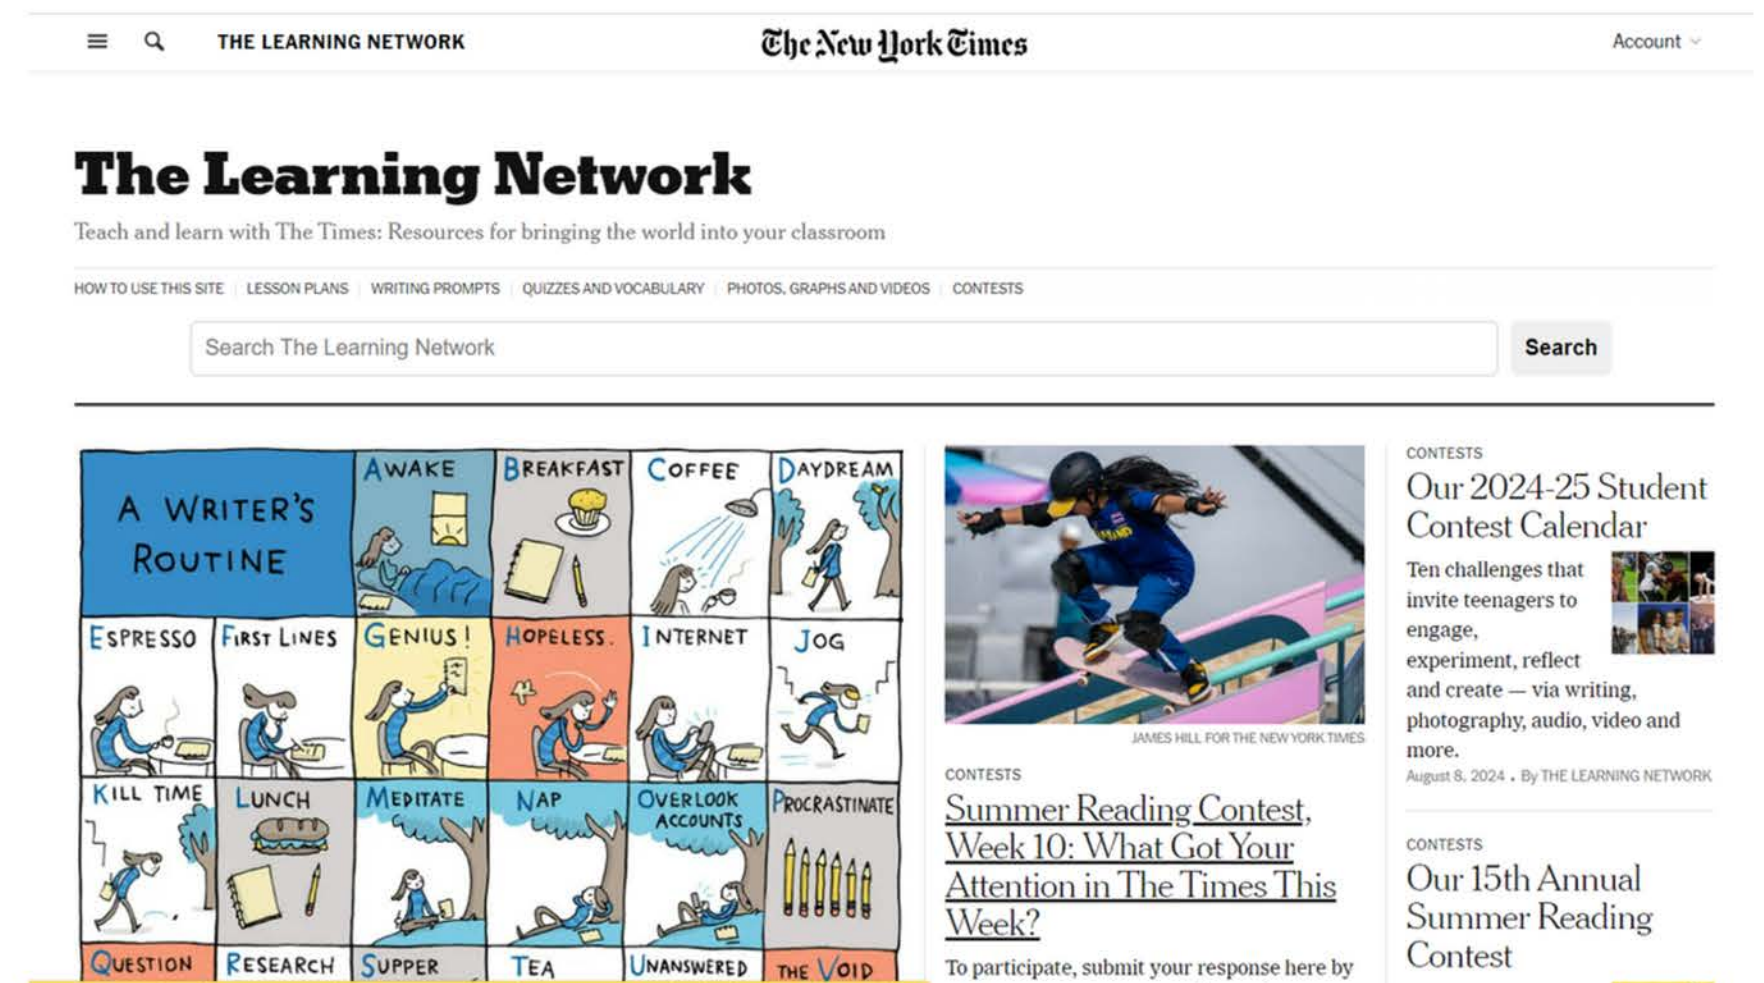 THE LEARNING NETWORK
The New York Times
Account
The Learning Network
Teach and learn with The Times: Resources for bringing the world into your classroom
HOW TO USE THIS SITE
LESSON PLANS
WRITING PROMPTS
QUIZZES AND VOCABULARY
PHOTOS, GRAPHS AND VIDEOS
CONTESTS
Search The Learning Network
Search
A WRITER'S
ROUTINE
AWAKE
BREAKFAST
COFFEE
DAYDREAM
ESPRESSO
FIRST LINES
GENIUS!
HOPELESS.
INTERNET
JOG
KILL TIME
LUNCH
MEDITATE
NAP
OVERLOOK
ACCOUNTS
PROCRASTINATE
QUESTION
RESEARCH
SUPPER
TEA
UNANSWERED
THE VOID
JAMES HILL FOR THE NEW YORK TIMES
CONTESTS
Summer Reading Contest,
Week 10: What Got Your
Attention in The Times This
Week?
To participate, submit your response here by
CONTESTS
Our 2024-25 Student
Contest Calendar
Ten challenges that
invite teenagers to
engage,
experiment, reflect
and create — via writing,
photography, audio, video and
more.
August 8, 2024 . By THE LEARNING NETWORK
CONTESTS
Our 15th Annual
Summer Reading
Contest